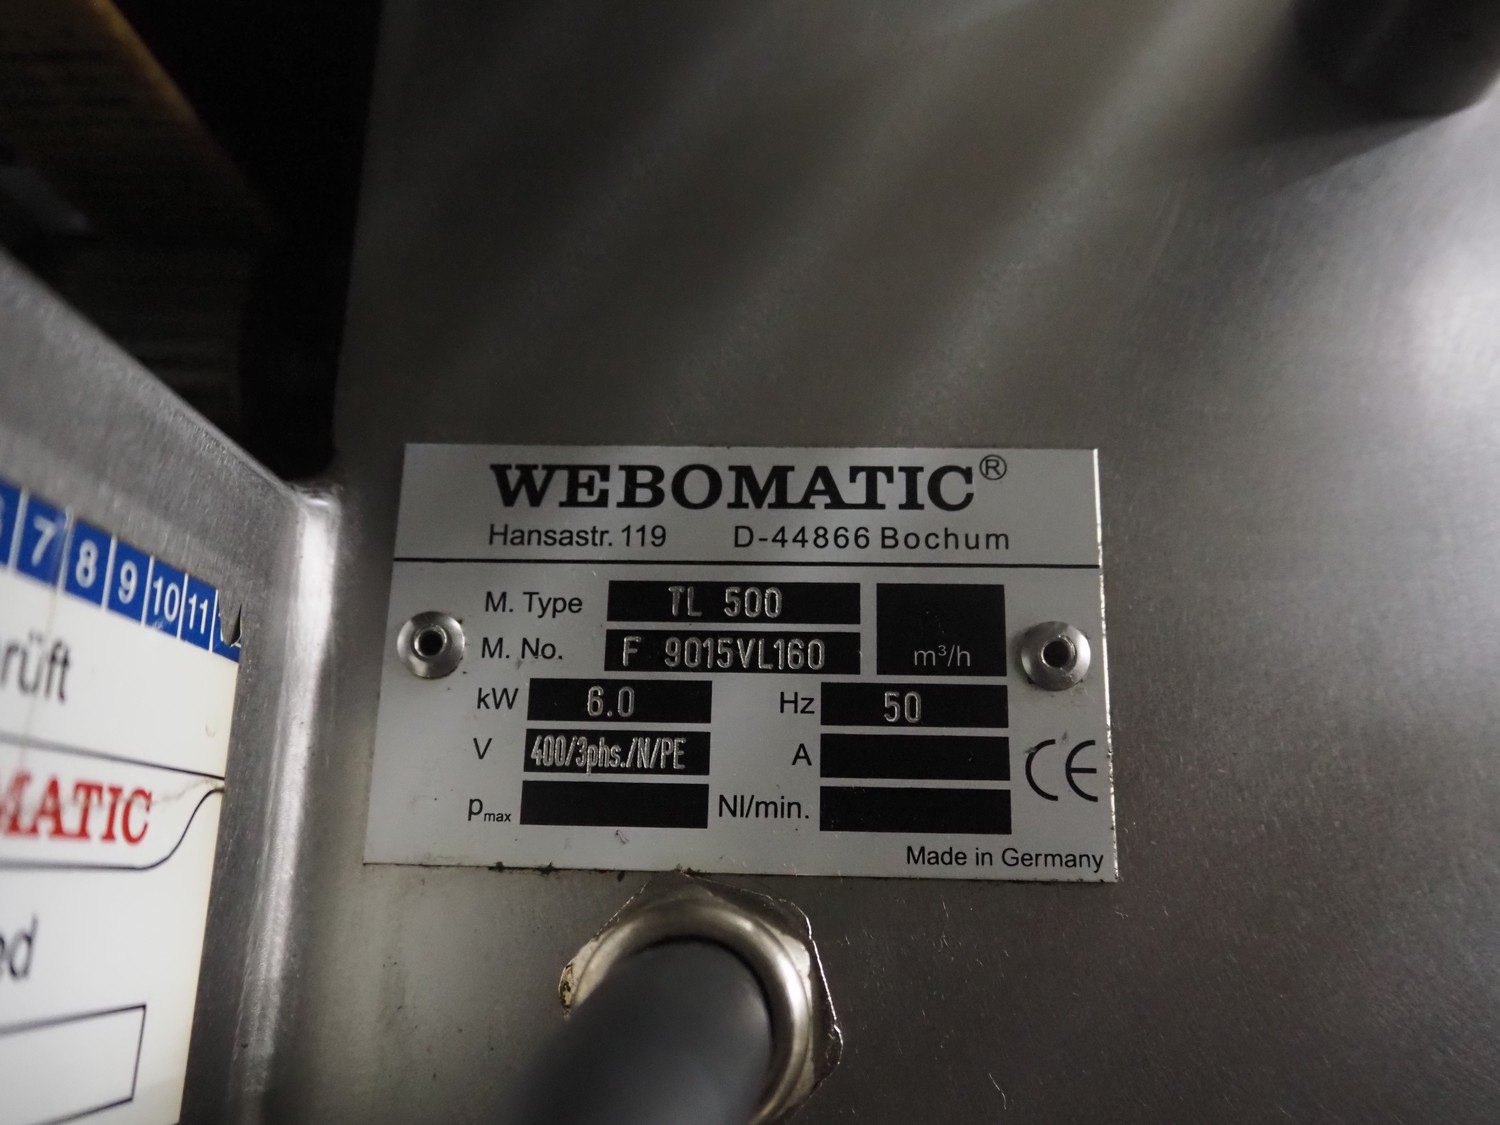 WEBOMATIC®
Hansastr. 119 D-44866 Bochum
M. Type TL 500
M. No. F 9015VL160 m³/h
kW 6.0 Hz 50
V 400/3phs./N/PE A
CE
pmax Nl/min.
Made in Germany
7 8 9 10 11
rüft
MATIC
ed